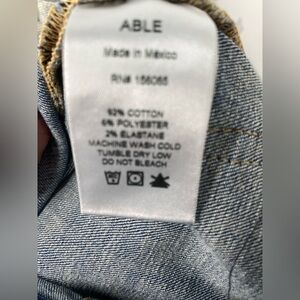 ABLE
Made in Mexico
RN# 156065
92% COTTON
6% POLYESTER
2% ELASTANE
MACHINE WASH COLD
TUMBLE DRY LOW
DO NOT BLEACH